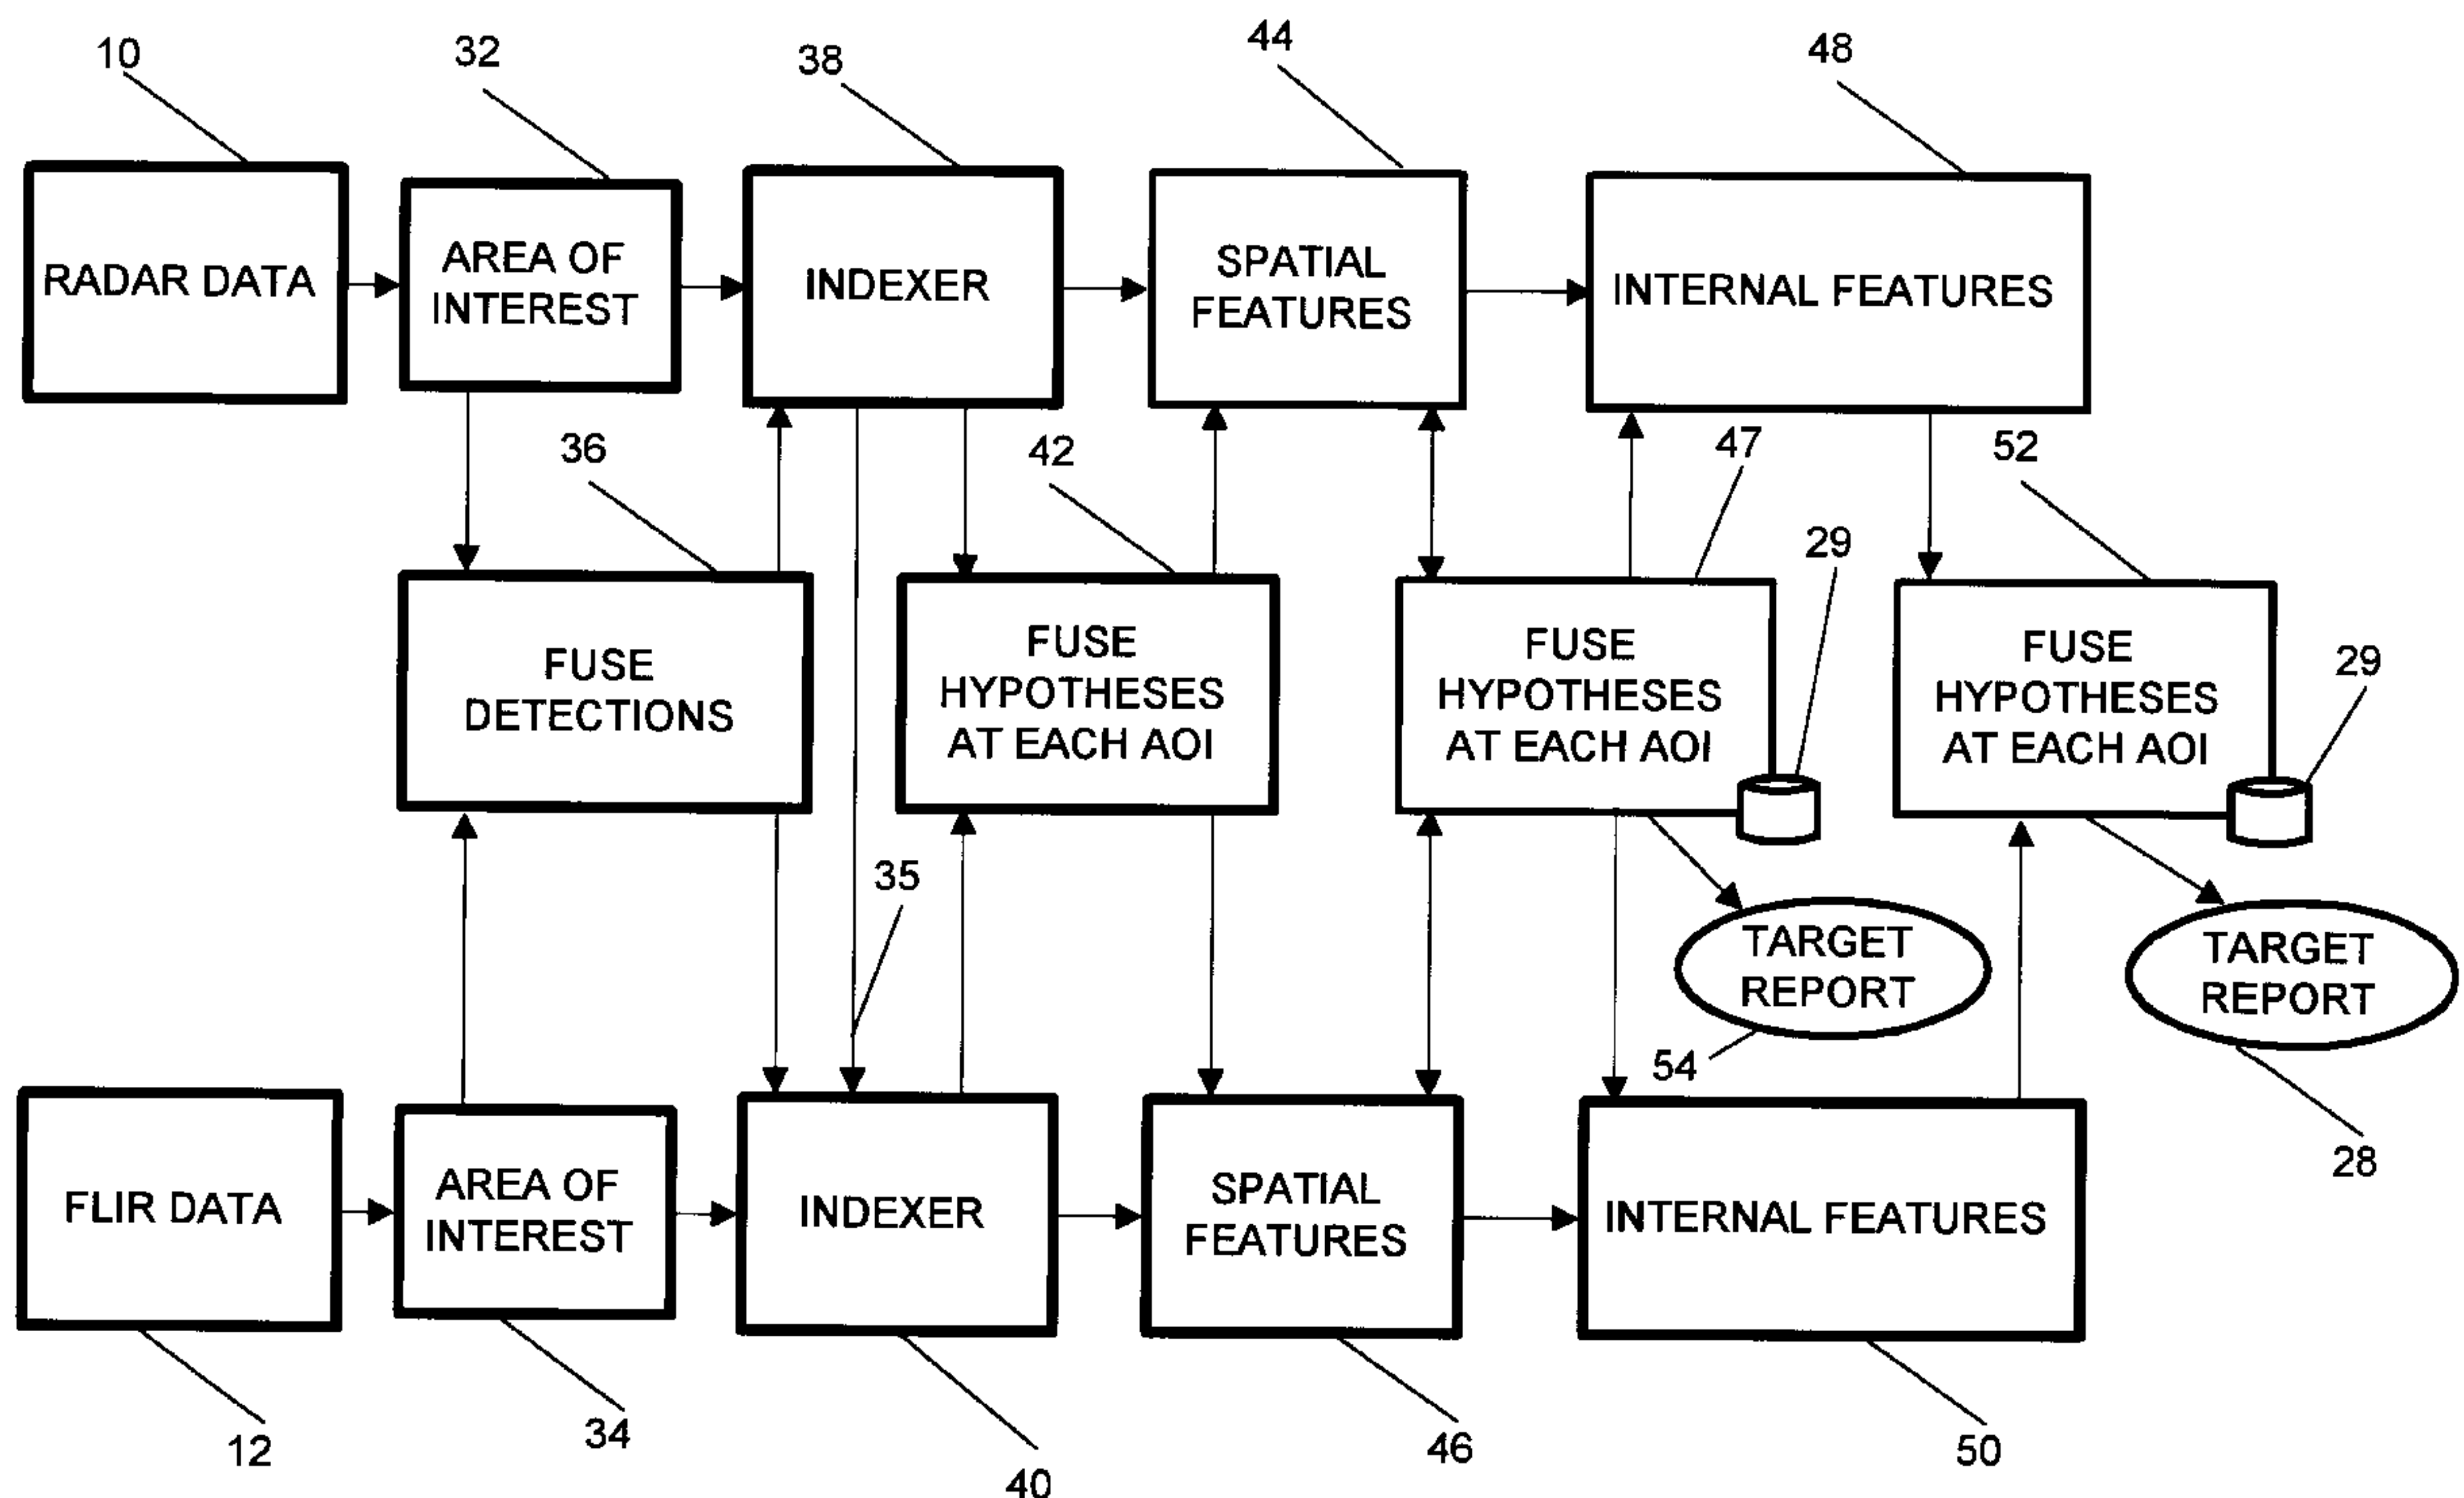 10
32
38
44
48
RADAR DATA
AREA OF
INTEREST
INDEXER
SPATIAL
FEATURES
INTERNAL FEATURES
36
42
47
52
29
29
FUSE
DETECTIONS
FUSE
HYPOTHESES
AT EACH AOI
FUSE
HYPOTHESES
AT EACH AOI
FUSE
HYPOTHESES
AT EACH AOI
35
TARGET
REPORT
TARGET
REPORT
54
28
FLIR DATA
AREA OF
INTEREST
INDEXER
SPATIAL
FEATURES
INTERNAL FEATURES
12
34
40
46
50